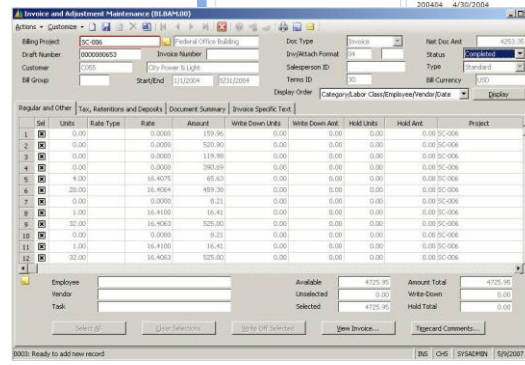 200404 4/30/2004
Invoice and Adjustment Maintenance (BI.BAM.00)
Actions Customize
Billing Project SC-006 Federal Office Building Doc Type Invoice Net Doc Amt 4253.35
Draft Number 0000000653 Invoice Number Inv/Attach Format 04 Status Completed
Customer C055 City Power & Light Salesperson ID Type Standard
Bill Group Start/End 1/1/2004 5/31/2004 Terms ID 30 Bill Currency USD
Display Order Category/Labor Class/Employee/Vendor/Date Display
Regular and Other Tax, Retentions and Deposits Document Summary Invoice Specific Text
Sel Units Rate Type Rate Amount Write Down Units Write Down Amt Hold Units Hold Amt Project
1 0.00 0.0000 159.96 0.00 0.00 0.00 0.00 SC-006
2 0.00 0.0000 520.90 0.00 0.00 0.00 0.00 SC-006
3 0.00 0.0000 119.98 0.00 0.00 0.00 0.00 SC-006
4 0.00 0.0000 390.69 0.00 0.00 0.00 0.00 SC-006
5 4.00 16.4075 65.63 0.00 0.00 0.00 0.00 SC-006
6 28.00 16.4064 459.38 0.00 0.00 0.00 0.00 SC-006
7 0.00 0.0000 8.21 0.00 0.00 0.00 0.00 SC-006
8 1.00 16.4100 16.41 0.00 0.00 0.00 0.00 SC-006
9 32.00 16.4063 525.00 0.00 0.00 0.00 0.00 SC-006
10 0.00 0.0000 8.21 0.00 0.00 0.00 0.00 SC-006
11 1.00 16.4100 16.41 0.00 0.00 0.00 0.00 SC-006
12 32.00 16.4063 525.00 0.00 0.00 0.00 0.00 SC-006
Employee Available 4725.95 Amount Total 4725.95
Vendor Unselected 0.00 Write-Down 0.00
Task Selected 4725.95 Hold Total 0.00
Select All Clear Selections Write Off Selected View Invoice... Timecard Comments...
0003: Ready to add new record INS CHS SYSADMIN 5/9/2007